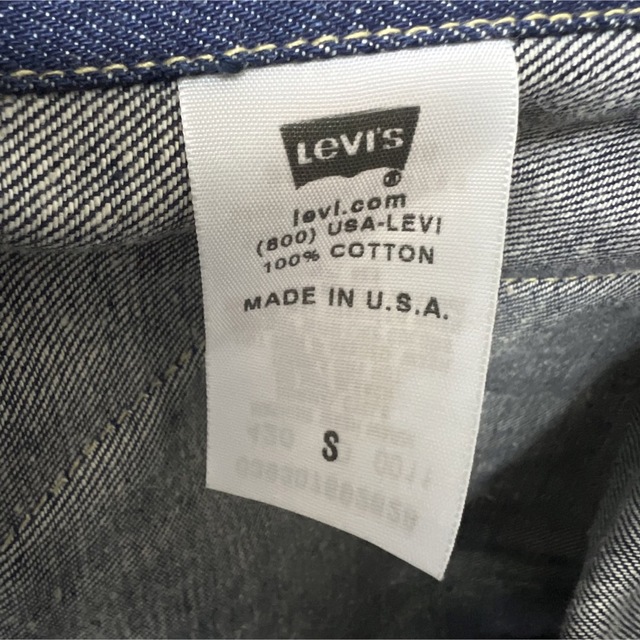 Levi's
levi.com
(800) USA-LEVI
100% COTTON
MADE IN U.S.A.
S